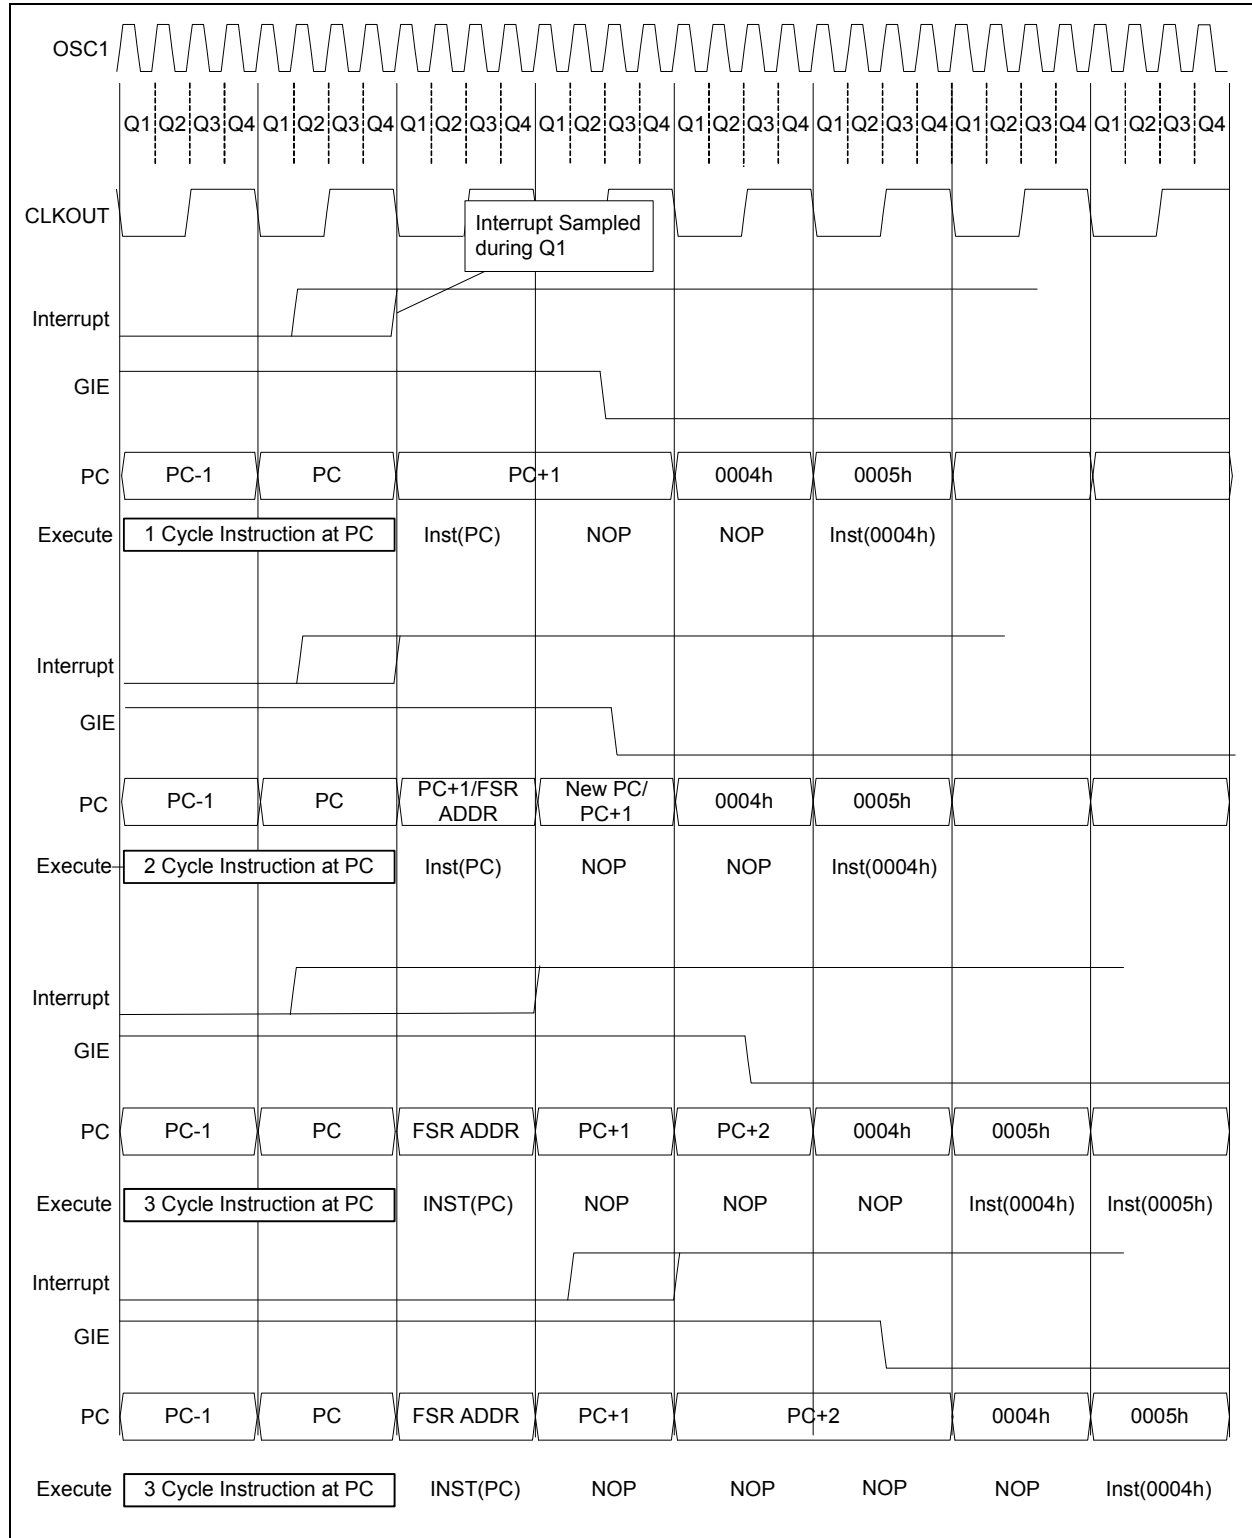 OSC1
Q1 Q2 Q3 Q4 Q1 Q2 Q3 Q4 Q1 Q2 Q3 Q4 Q1 Q2 Q3 Q4 Q1 Q2 Q3 Q4 Q1 Q2 Q3 Q4 Q1 Q2 Q3 Q4 Q1 Q2 Q3 Q4
CLKOUT
Interrupt Sampled
during Q1
Interrupt
GIE
PC PC-1 PC PC+1 0004h 0005h
Execute 1 Cycle Instruction at PC Inst(PC) NOP NOP Inst(0004h)
Interrupt
GIE
PC PC-1 PC PC+1/FSR ADDR New PC/ PC+1 0004h 0005h
Execute 2 Cycle Instruction at PC Inst(PC) NOP NOP Inst(0004h)
Interrupt
GIE
PC PC-1 PC FSR ADDR PC+1 PC+2 0004h 0005h
Execute 3 Cycle Instruction at PC INST(PC) NOP NOP NOP Inst(0004h) Inst(0005h)
Interrupt
GIE
PC PC-1 PC FSR ADDR PC+1 PC+2 0004h 0005h
Execute 3 Cycle Instruction at PC INST(PC) NOP NOP NOP NOP Inst(0004h)